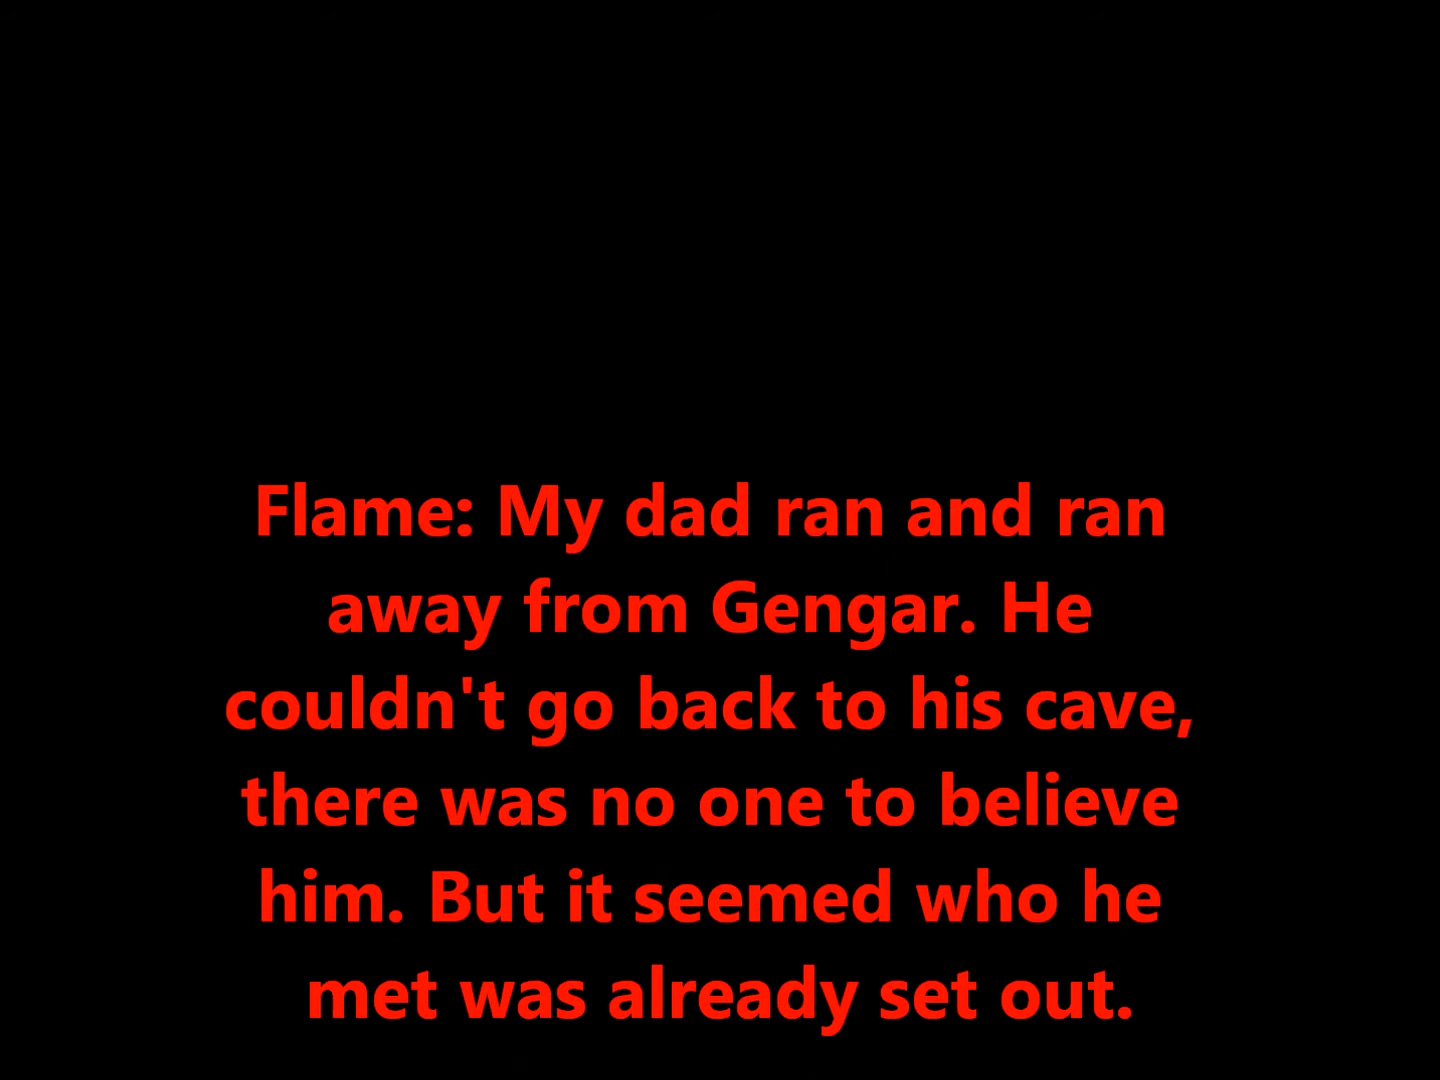 Flame: My dad ran and ran
away from Gengar. He
couldn't go back to his cave,
there was no one to believe
him. But it seemed who he
met was already set out.